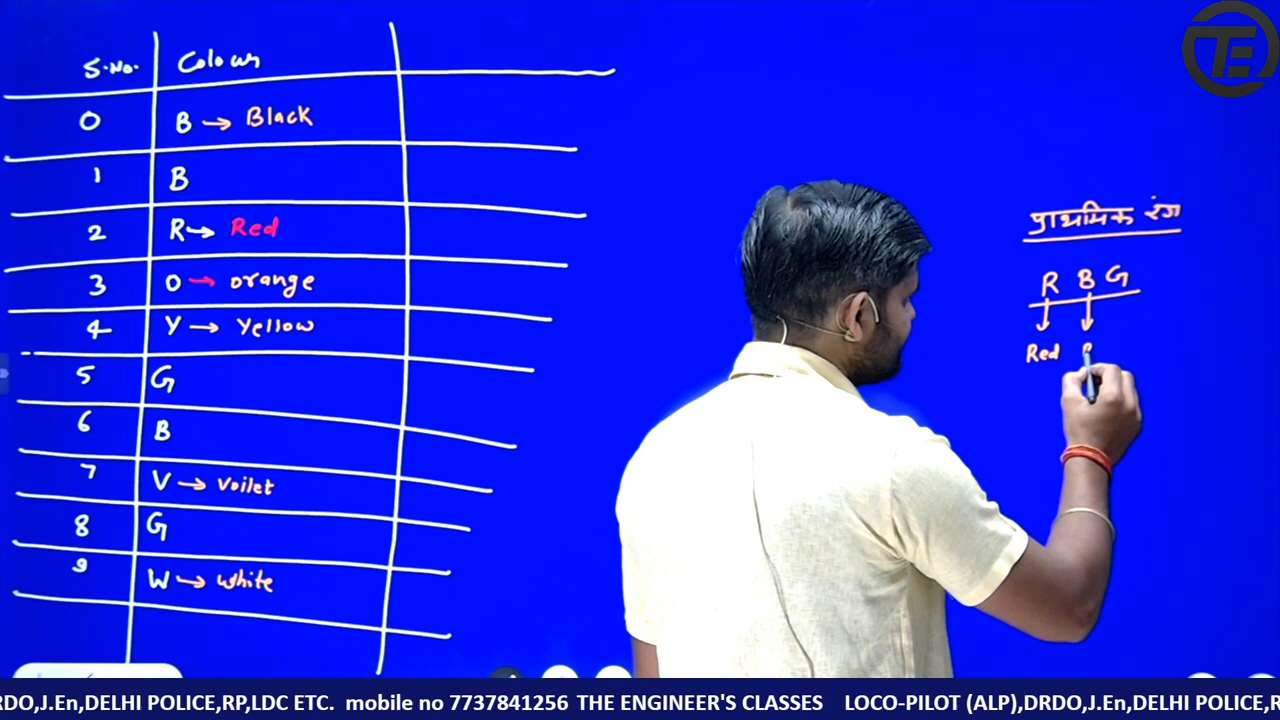 S.No. Colour
0 B → Black
1 B
2 R → Red
3 O → orange
4 Y → Yellow
5 G
6 B
7 V → Voilet
8 G
9 W → White
प्राथमिक रंग
R B G
Red
TE
RDO,J.En,DELHI POLICE,RP,LDC ETC. mobile no 7737841256 THE ENGINEER'S CLASSES LOCO-PILOT (ALP),DRDO,J.En,DELHI POLICE,R